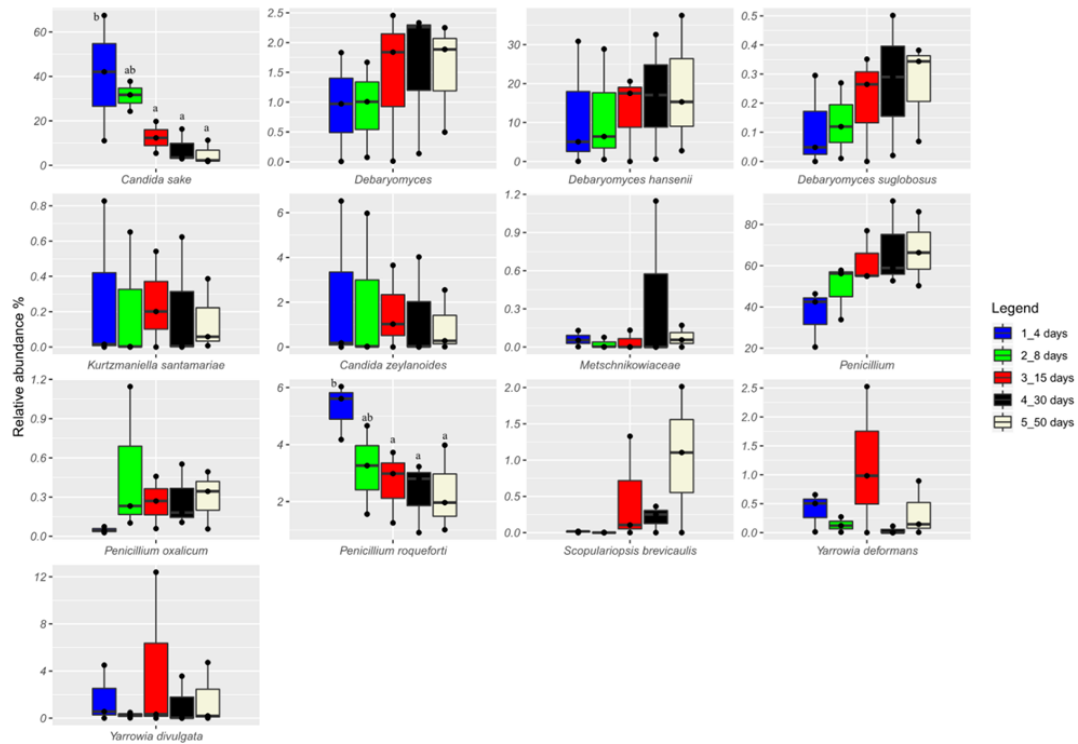 b
ab
a
a
a
60
40
20
0
Candida sake
2.5
2.0
1.5
1.0
0.5
0.0
Debaryomyces
30
20
10
0
Debaryomyces hansenii
0.5
0.4
0.3
0.2
0.1
0.0
Debaryomyces suglobosus
0.8
0.6
0.4
0.2
0.0
Kurtzmaniella santamariae
6
4
2
0
Candida zeylanoides
1.2
0.9
0.6
0.3
0.0
Metschnikowiaceae
80
60
40
20
Penicillium
Relative abundance %
1.2
0.9
0.6
0.3
0.0
Penicillium oxalicum
b
ab
a
a
a
6
4
2
Penicillium roqueforti
2.0
1.5
1.0
0.5
0.0
Scopulariopsis brevicaulis
2.5
2.0
1.5
1.0
0.5
0.0
Yarrowia deformans
12
8
4
0
Yarrowia divulgata
Legend
1_4 days
2_8 days
3_15 days
4_30 days
5_50 days